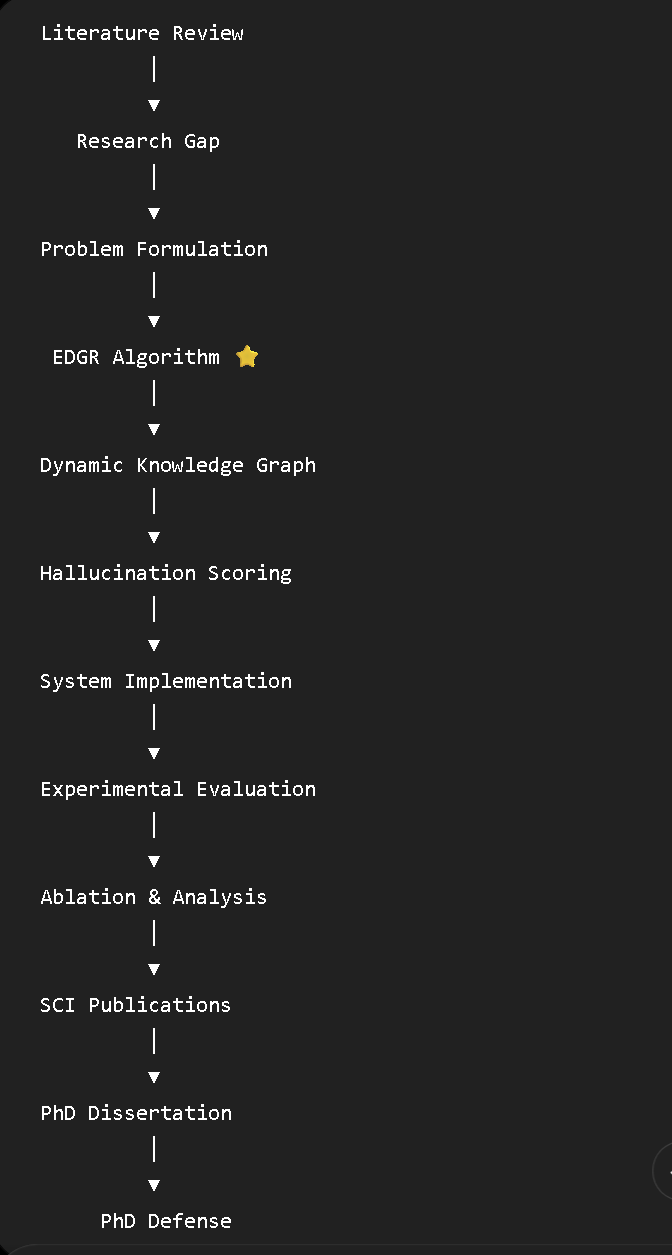 Literature Review
│
▼
Research Gap
│
▼
Problem Formulation
│
▼
EDGR Algorithm ⭐
│
▼
Dynamic Knowledge Graph
│
▼
Hallucination Scoring
│
▼
System Implementation
│
▼
Experimental Evaluation
│
▼
Ablation & Analysis
│
▼
SCI Publications
│
▼
PhD Dissertation
│
▼
PhD Defense